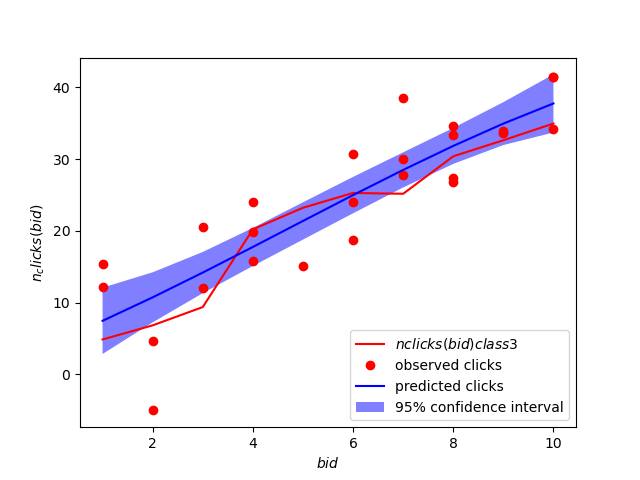 40
30
20
10
0
n_clicks(bid)
nclicks(bid)class3
observed clicks
predicted clicks
95% confidence interval
2 4 6 8 10
bid